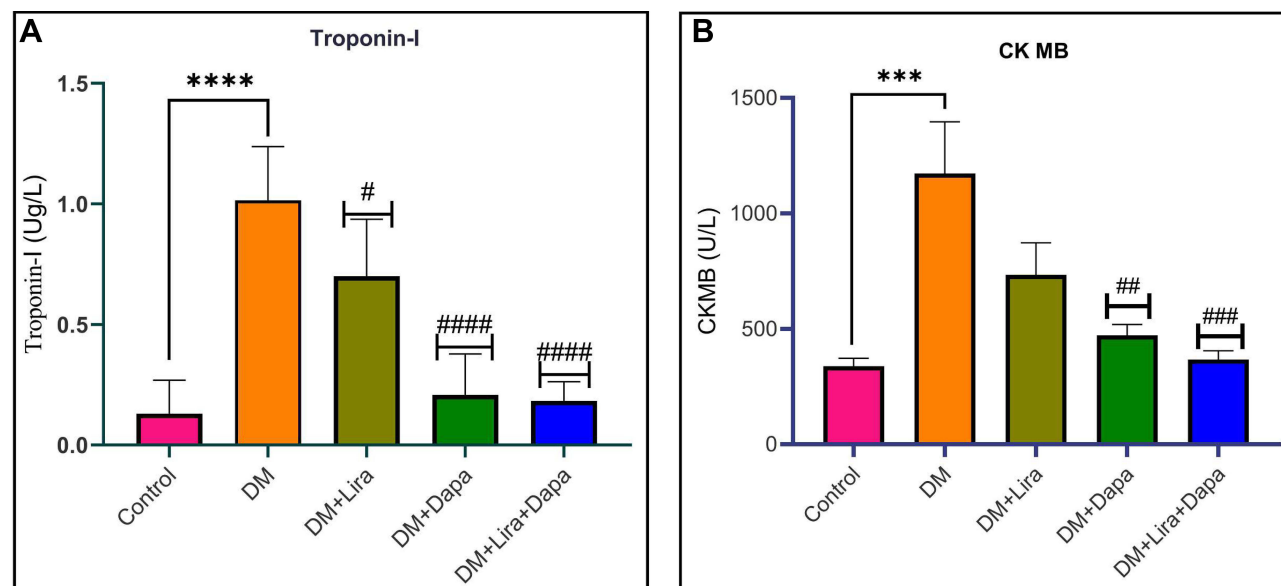 A
Troponin-I
Troponin-I (Ug/L)
1.5
1.0
0.5
0.0
****
#
####
####
Control
DM
DM+Lira
DM+Dapa
DM+Lira+Dapa
B
CK MB
CKMB (U/L)
1500
1000
500
0
***
##
###
Control
DM
DM+Lira
DM+Dapa
DM+Lira+Dapa